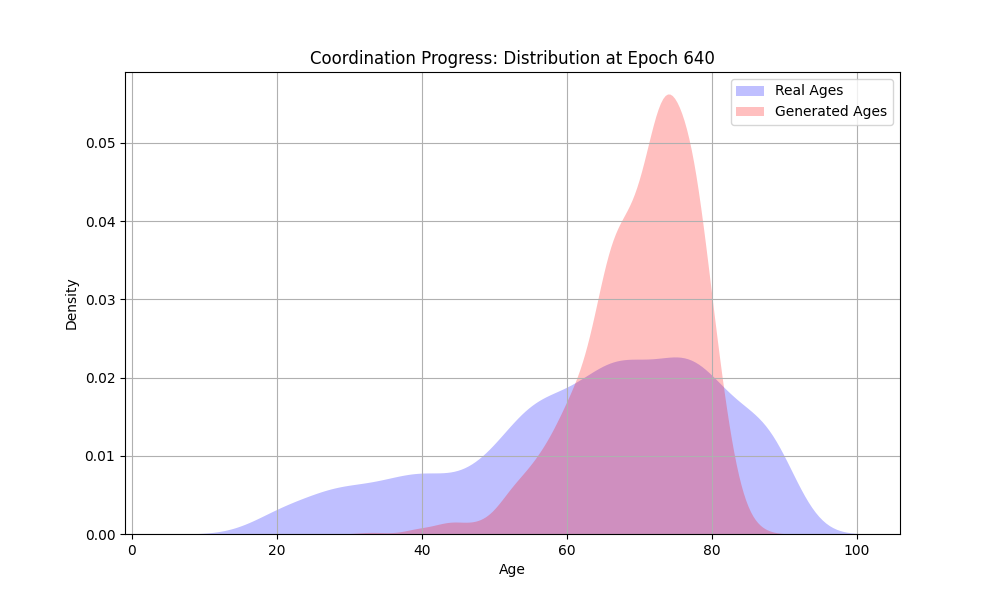 Coordination Progress: Distribution at Epoch 640
Real Ages
Generated Ages
Density
0.05
0.04
0.03
0.02
0.01
0.00
0 20 40 60 80 100
Age